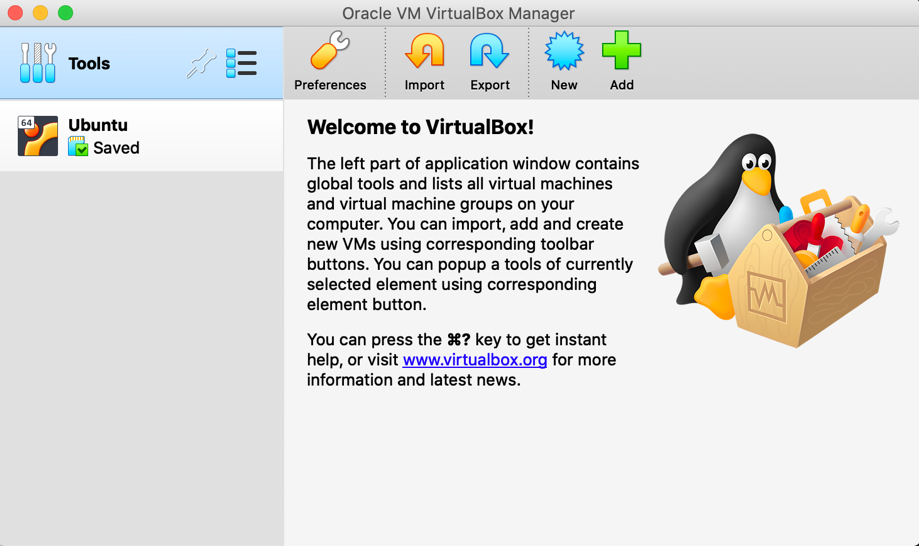 Oracle VM VirtualBox Manager
Tools
Preferences
Import
Export
New
Add
64
Ubuntu
Saved
Welcome to VirtualBox!
The left part of application window contains
global tools and lists all virtual machines
and virtual machine groups on your
computer. You can import, add and create
new VMs using corresponding toolbar
buttons. You can popup a tools of currently
selected element using corresponding
element button.
You can press the ⌘? key to get instant
help, or visit www.virtualbox.org for more
information and latest news.